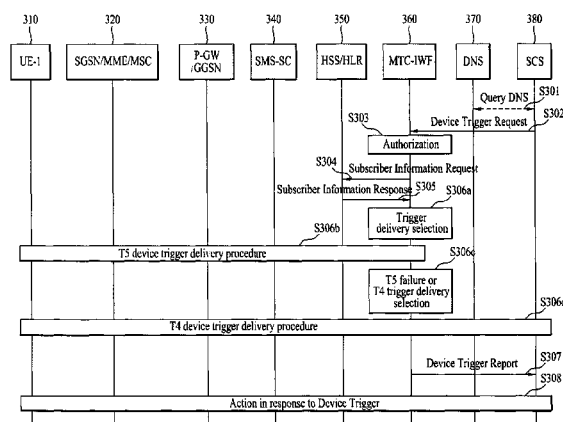 310 320 330 340 350 360 370 380
UE-1 SGSN/MME/MSC P-GW SMS-SC HSS/HLR MTC-IWF DNS SCS
/GGSN
S301
Query DNS
S302
S303 Device Trigger Request
Authorization
S304
Subscriber Information Request
Subscriber Information Response S305
S306a
Trigger
delivery selection
S306b
T5 device trigger delivery procedure
S306c
T5 failure or
T4 trigger delivery
selection
T4 device trigger delivery procedure
S307
Device Trigger Report
S308
Action in response to Device Trigger